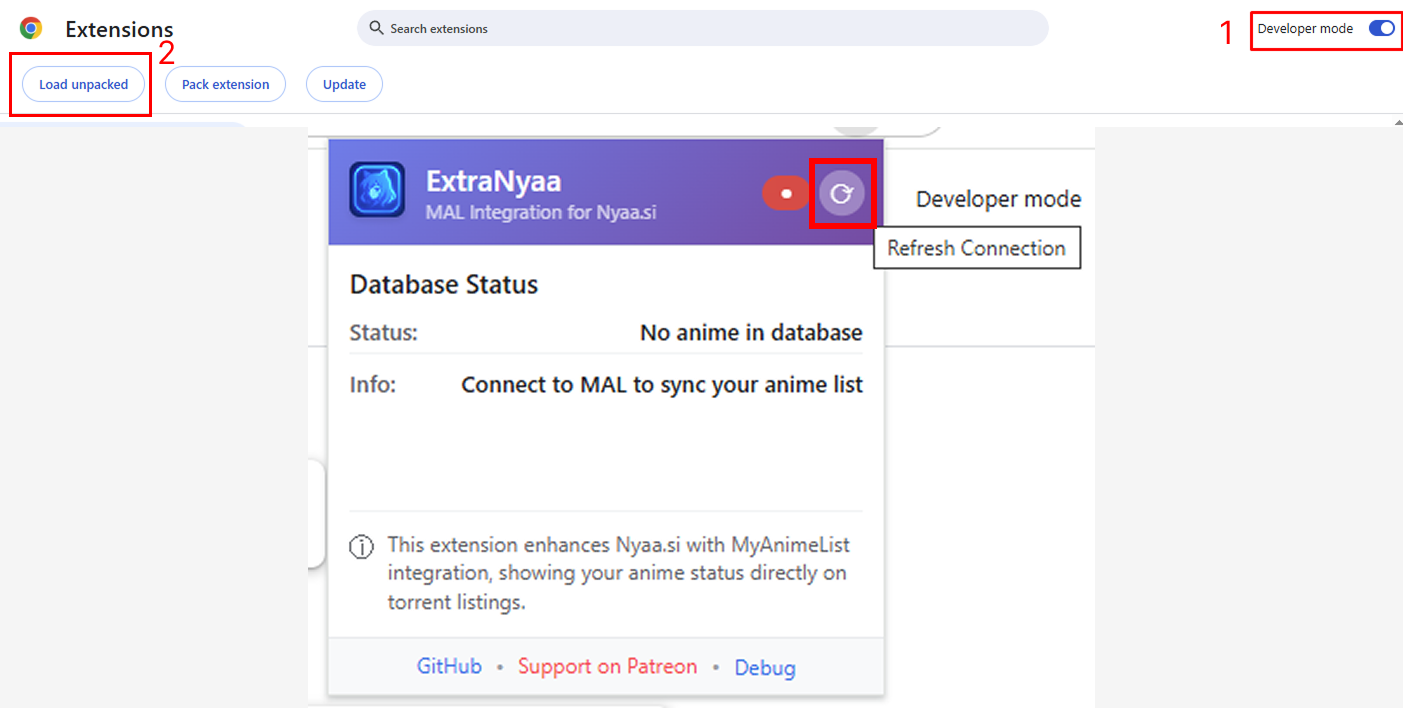 Extensions
Search extensions
1
Developer mode
2
Load unpacked
Pack extension
Update
ExtraNyaa
MAL Integration for Nyaa.si
Developer mode
Refresh Connection
Database Status
Status:
No anime in database
Info:
Connect to MAL to sync your anime list
This extension enhances Nyaa.si with MyAnimeList
integration, showing your anime status directly on
torrent listings.
GitHub • Support on Patreon • Debug